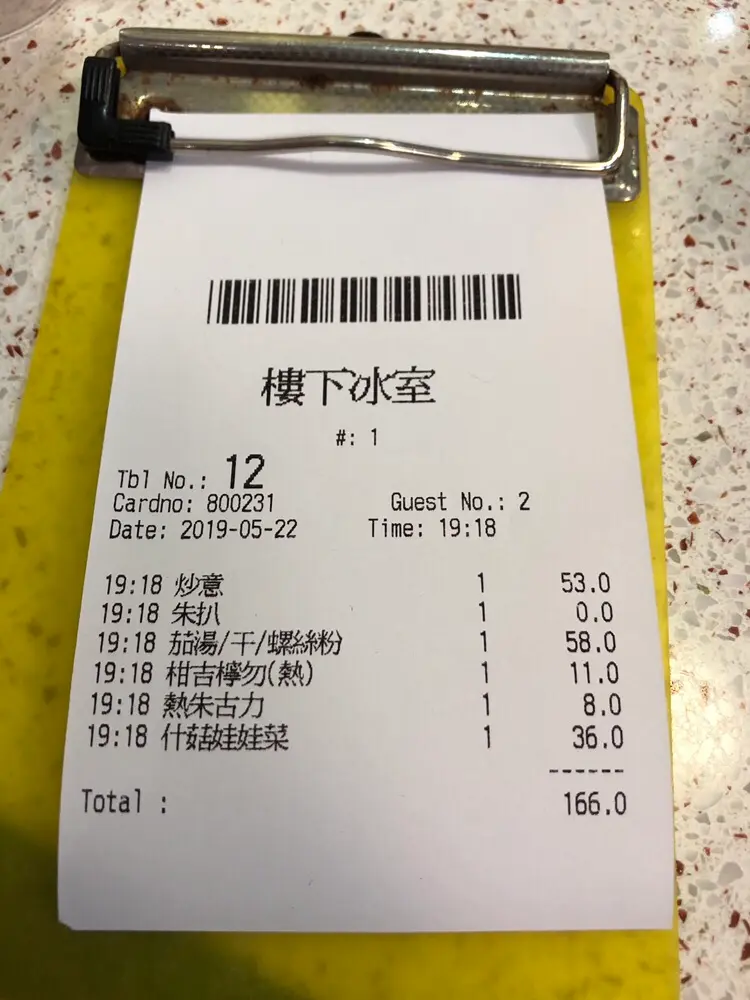 樓下冰室
#: 1
Tbl No.: 12
Cardno: 800231 Guest No.: 2
Date: 2019-05-22 Time: 19:18
19:18 炒意 1 53.0
19:18 朱扒 1 0.0
19:18 茄湯/干/螺絲粉 1 58.0
19:18 柑吉檸勿(熱) 1 11.0
19:18 熱朱古力 1 8.0
19:18 什菇娃娃菜 1 36.0
------
Total : 166.0